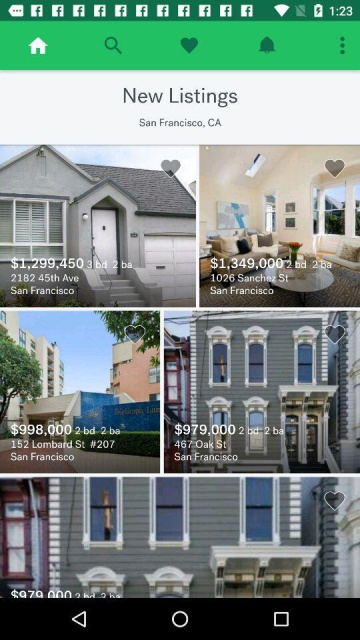 1:23
New Listings
San Francisco, CA
$1,299,450 3 bd 2 ba
2182 45th Ave
San Francisco
$1,349,000 2 bd 2 ba
1026 Sanchez St
San Francisco
$998,000 2 bd 2 ba
152 Lombard St #207
San Francisco
$979,000 2 bd 2 ba
467 Oak St
San Francisco
$979,000 2 bd 2 ba